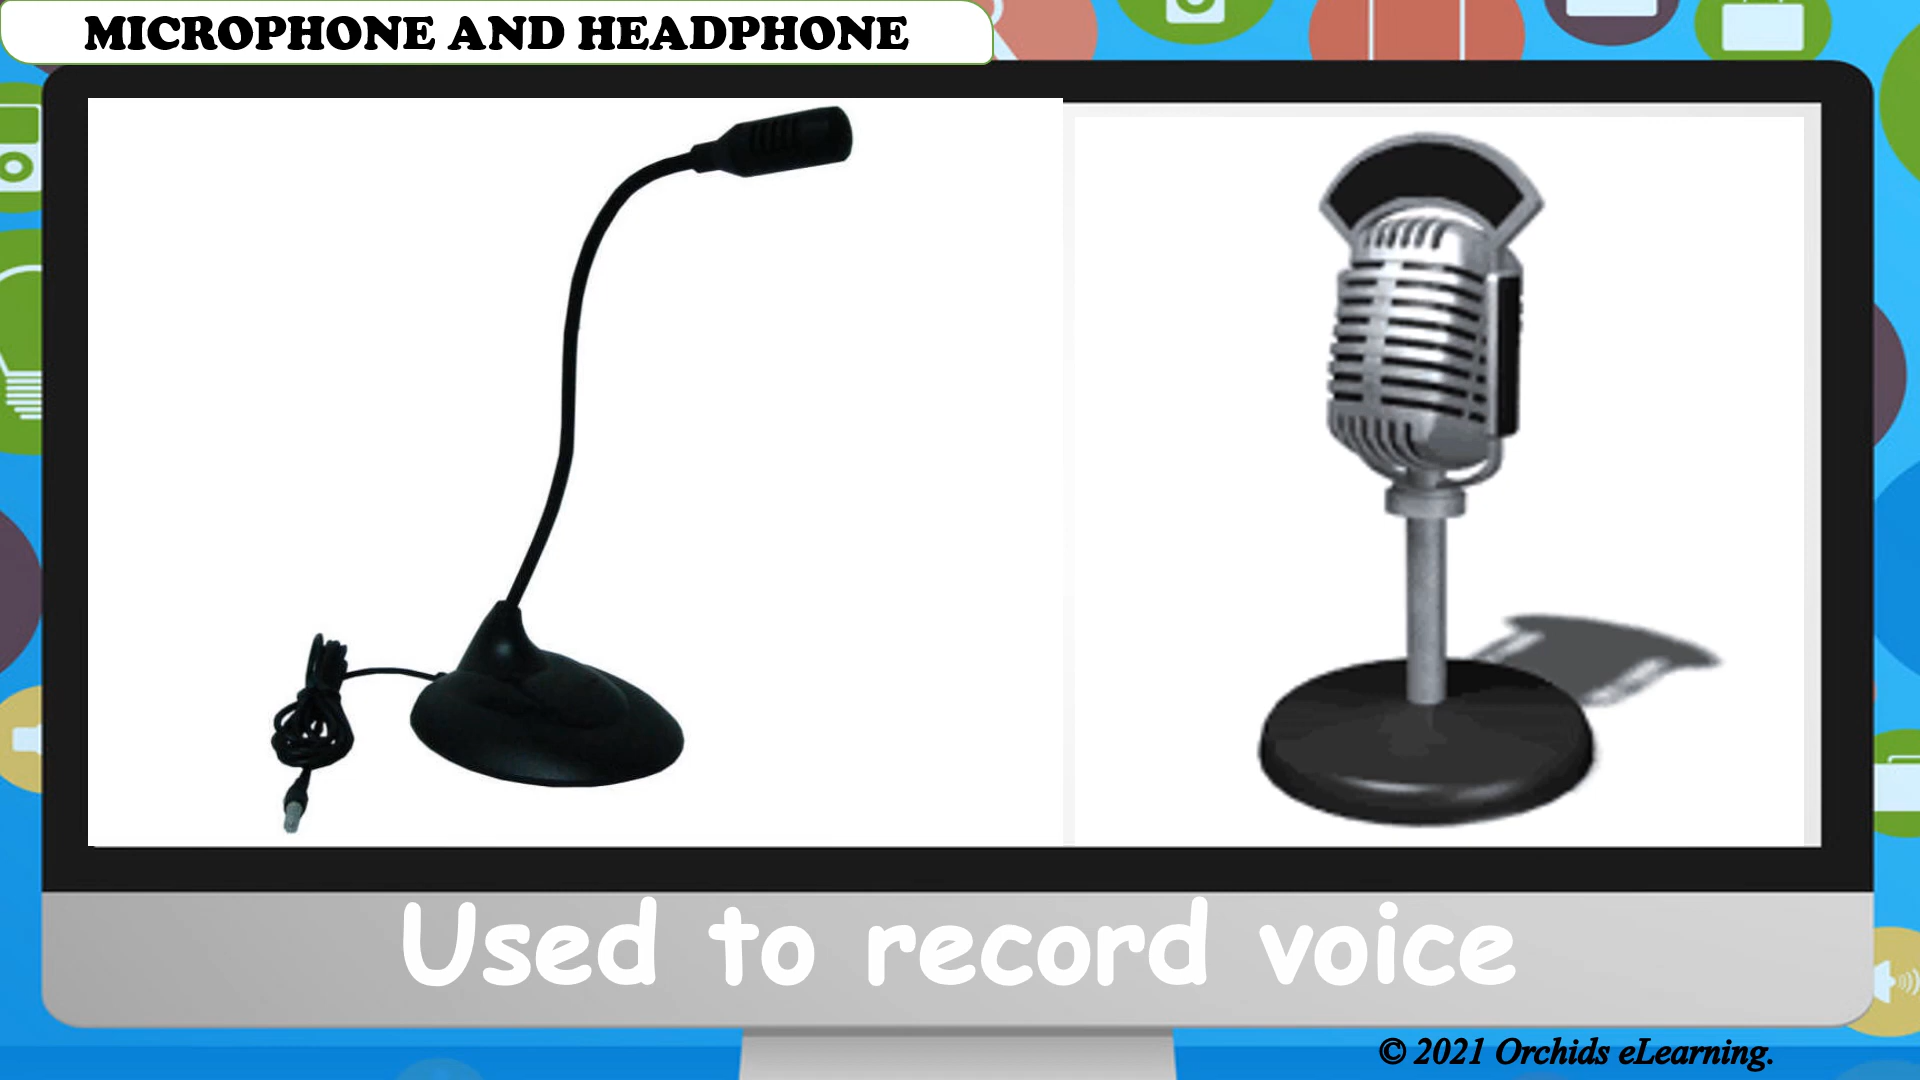 MICROPHONE AND HEADPHONE
Used to record voice
© 2021 Orchids eLearning.